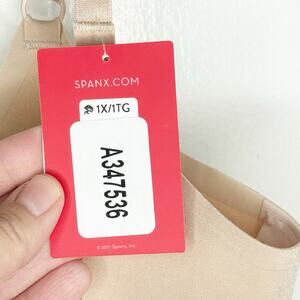 SPANX.COM
1X/1TG
A347536
© 2017 Spanx, Inc.